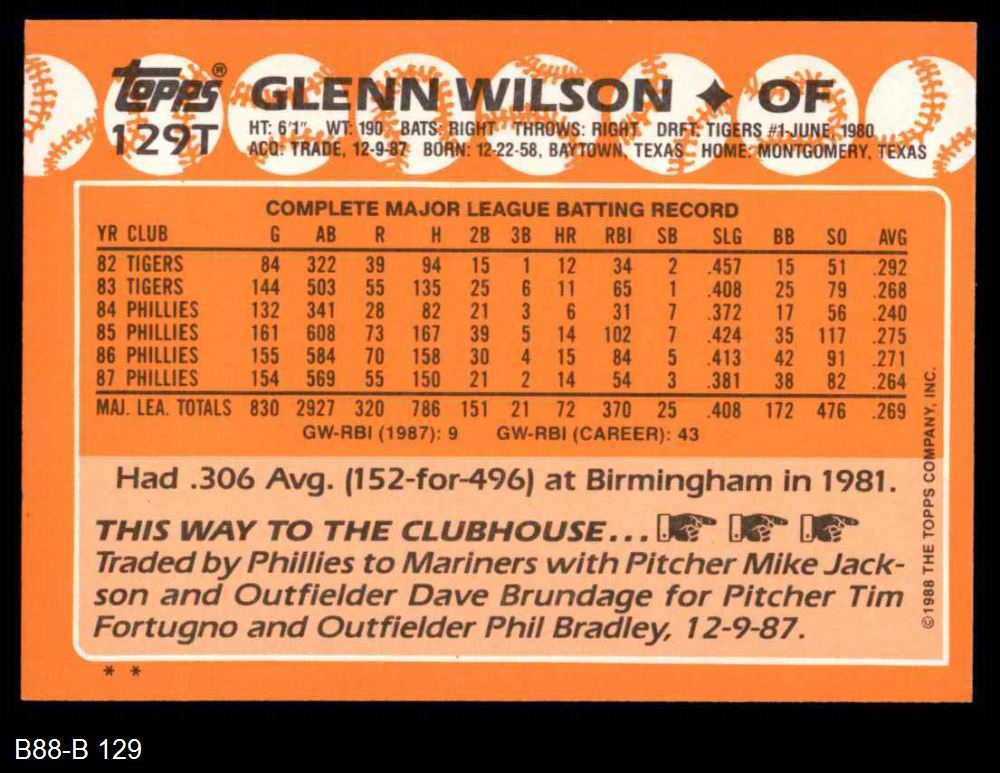 topps® GLENN WILSON ✦ OF
129T
HT: 6'1" WT: 190 BATS: RIGHT THROWS: RIGHT DRFT: TIGERS #1-JUNE, 1980
ACQ: TRADE, 12-9-87 BORN: 12-22-58, BAYTOWN, TEXAS HOME: MONTGOMERY, TEXAS
COMPLETE MAJOR LEAGUE BATTING RECORD
YR CLUB G AB R H 2B 3B HR RBI SB SLG BB SO AVG
82 TIGERS 84 322 39 94 15 1 12 34 2 .457 15 51 .292
83 TIGERS 144 503 55 135 25 6 11 65 1 .408 25 79 .268
84 PHILLIES 132 341 28 82 21 3 6 31 7 .372 17 56 .240
85 PHILLIES 161 608 73 167 39 5 14 102 7 .424 35 117 .275
86 PHILLIES 155 584 70 158 30 4 15 84 5 .413 42 91 .271
87 PHILLIES 154 569 55 150 21 2 14 54 3 .381 38 82 .264
MAJ. LEA. TOTALS 830 2927 320 786 151 21 72 370 25 .408 172 476 .269
GW-RBI (1987): 9 GW-RBI (CAREER): 43
Had .306 Avg. (152-for-496) at Birmingham in 1981.
THIS WAY TO THE CLUBHOUSE...
Traded by Phillies to Mariners with Pitcher Mike Jack-
son and Outfielder Dave Brundage for Pitcher Tim
Fortugno and Outfielder Phil Bradley, 12-9-87.
* *
©1988 THE TOPPS COMPANY, INC.
B88-B 129